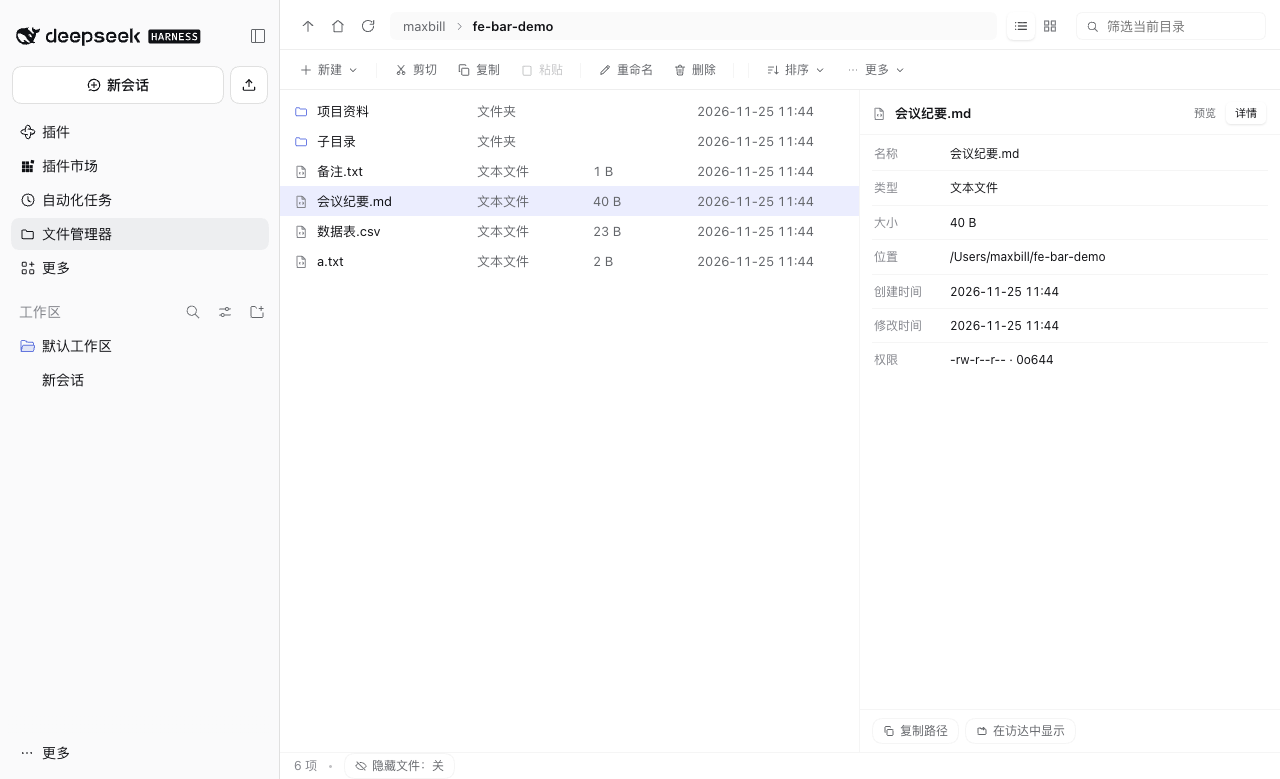 deepseek HARNESS
新会话
插件
插件市场
自动化任务
文件管理器
更多
工作区
默认工作区
新会话
更多
maxbill > fe-bar-demo
筛选当前目录
新建 剪切 复制 粘贴 重命名 删除 排序 更多
项目资料 文件夹 2026-11-25 11:44
子目录 文件夹 2026-11-25 11:44
备注.txt 文本文件 1 B 2026-11-25 11:44
会议纪要.md 文本文件 40 B 2026-11-25 11:44
数据表.csv 文本文件 23 B 2026-11-25 11:44
a.txt 文本文件 2 B 2026-11-25 11:44
会议纪要.md 预览 详情
名称 会议纪要.md
类型 文本文件
大小 40 B
位置 /Users/maxbill/fe-bar-demo
创建时间 2026-11-25 11:44
修改时间 2026-11-25 11:44
权限 -rw-r--r-- · 0o644
复制路径 在访达中显示
6 项 · 隐藏文件：关